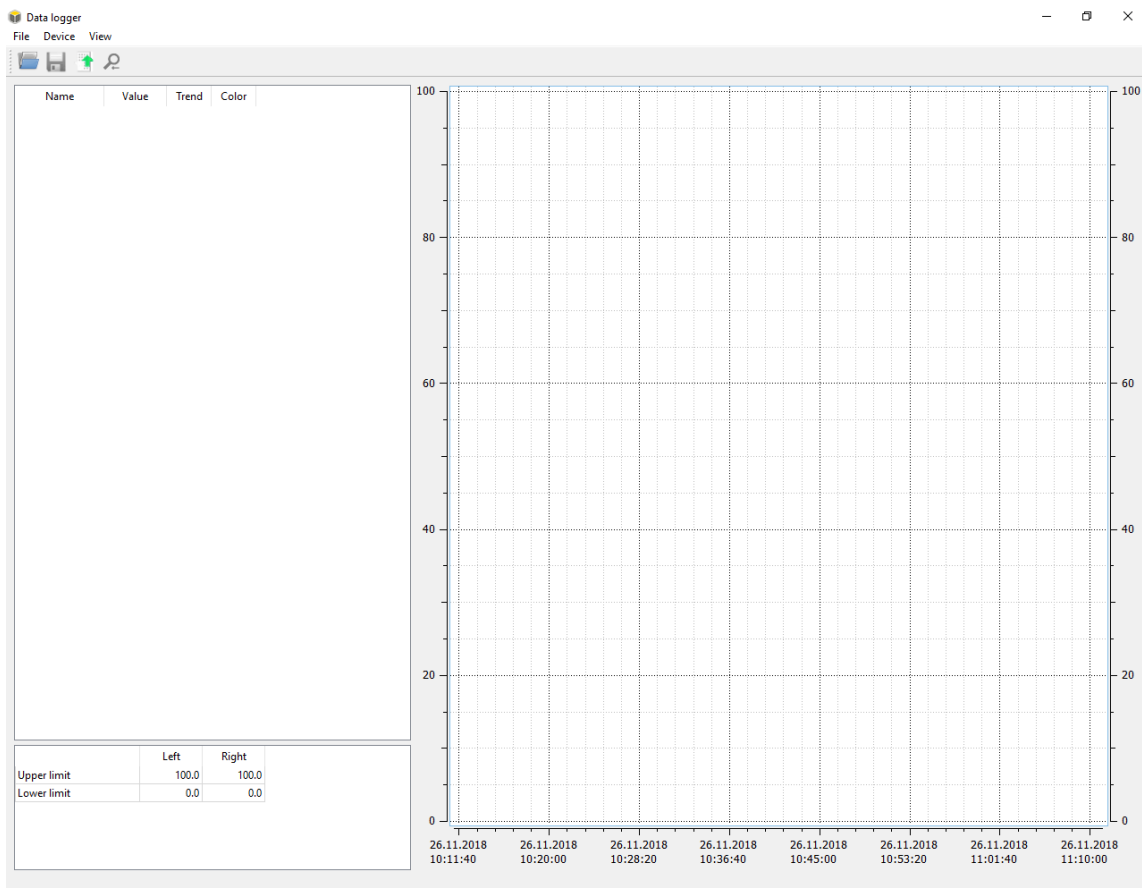 Data logger
File Device View
Name Value Trend Color
100 100
80 80
60 60
40 40
20 20
0 0
Left Right
Upper limit 100.0 100.0
Lower limit 0.0 0.0
26.11.2018 26.11.2018 26.11.2018 26.11.2018 26.11.2018 26.11.2018 26.11.2018 26.11.2018
10:11:40 10:20:00 10:28:20 10:36:40 10:45:00 10:53:20 11:01:40 11:10:00